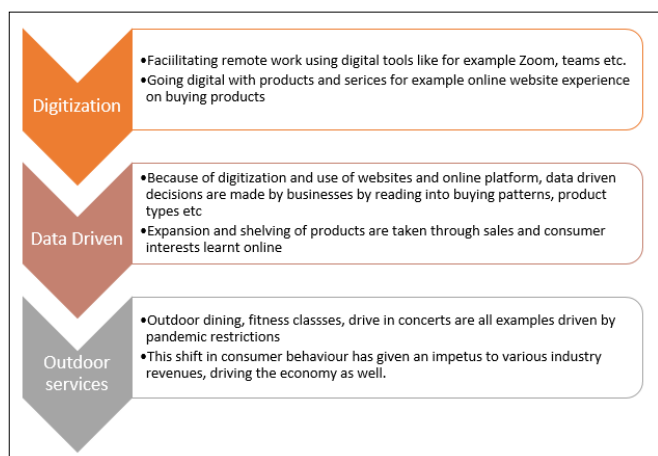 Digitization
•Faciilitating remote work using digital tools like for example Zoom, teams etc.
•Going digital with products and serices for example online website experience
on buying products
Data Driven
•Because of digitization and use of websites and online platform, data driven
decisions are made by businesses by reading into buying patterns, product
types etc
•Expansion and shelving of products are taken through sales and consumer
interests learnt online
Outdoor
services
•Outdoor dining, fitness classses, drive in concerts are all examples driven by
pandemic restrictions
•This shift in consumer behaviour has given an impetus to various industry
revenues, driving the economy as well.